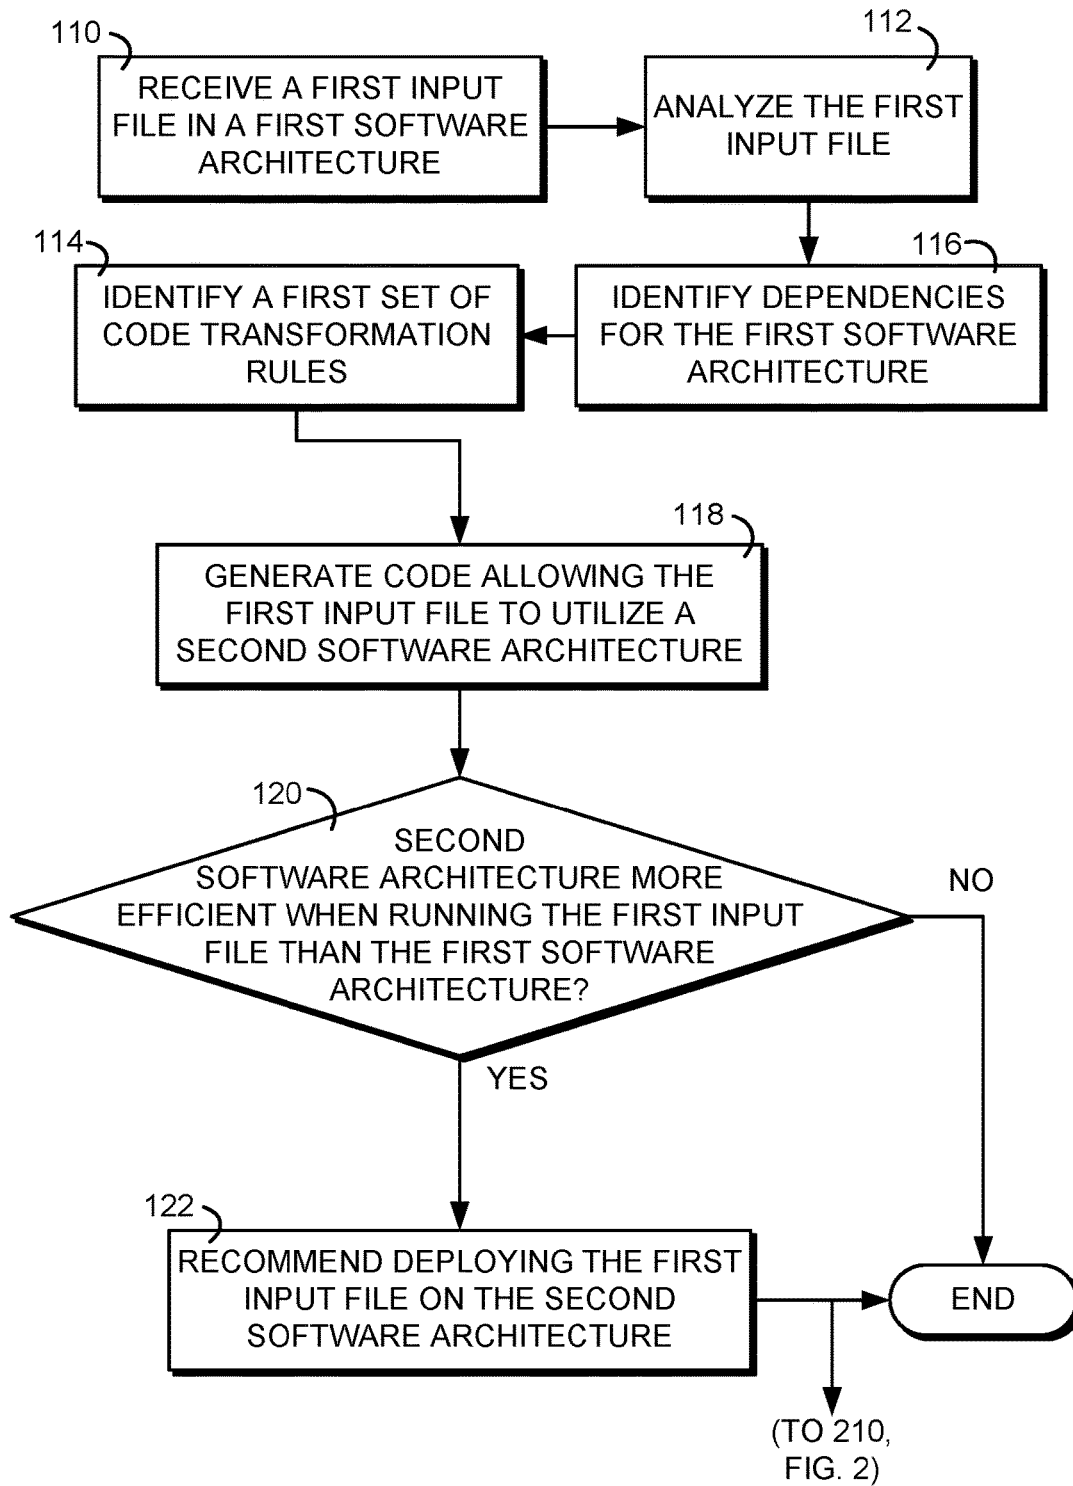 110
RECEIVE A FIRST INPUT
FILE IN A FIRST SOFTWARE
ARCHITECTURE
112
ANALYZE THE FIRST
INPUT FILE
114
IDENTIFY A FIRST SET OF
CODE TRANSFORMATION
RULES
116
IDENTIFY DEPENDENCIES
FOR THE FIRST SOFTWARE
ARCHITECTURE
118
GENERATE CODE ALLOWING THE
FIRST INPUT FILE TO UTILIZE A
SECOND SOFTWARE ARCHITECTURE
120
SECOND
SOFTWARE ARCHITECTURE MORE
EFFICIENT WHEN RUNNING THE FIRST INPUT
FILE THAN THE FIRST SOFTWARE
ARCHITECTURE?
NO
YES
122
RECOMMEND DEPLOYING THE FIRST
INPUT FILE ON THE SECOND
SOFTWARE ARCHITECTURE
END
(TO 210,
FIG. 2)